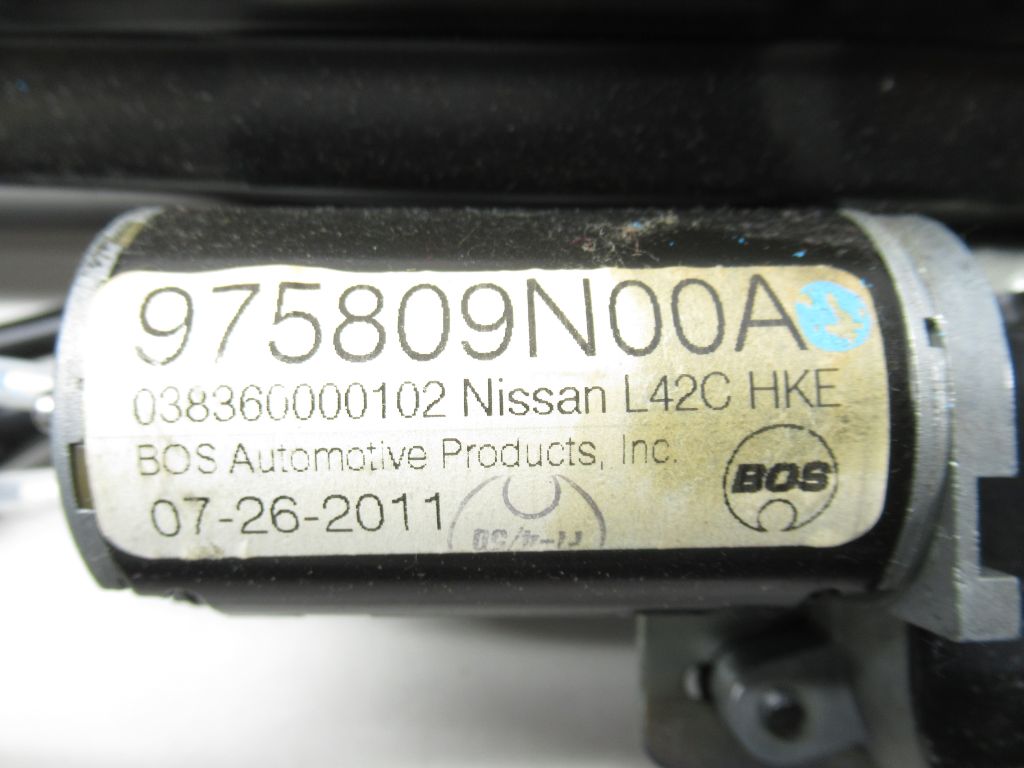 975809N00A
038360000102 Nissan L42C HKE
BOS Automotive Products, Inc.
07-26-2011
BOS